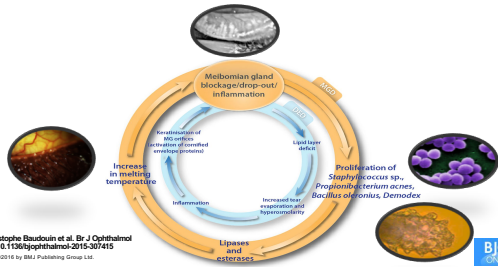 Meibomian gland
blockage/drop-out/
inflammation
MGD
DED
Keratinisation of
MG orifices
(activation of cornified
envelope proteins)
Lipid layer
deficit
Increase
in melting
temperature
Proliferation of
Staphylococcus sp.,
Propionibacterium acnes,
Bacillus oleronius, Demodex
Inflammation
Increased tear
evaporation and
hyperosmolarity
Lipases
and
esterases
stophe Baudouin et al. Br J Ophthalmol
0.1136/bjophthalmol-2015-307415
2016 by BMJ Publishing Group Ltd.
BJ
ON